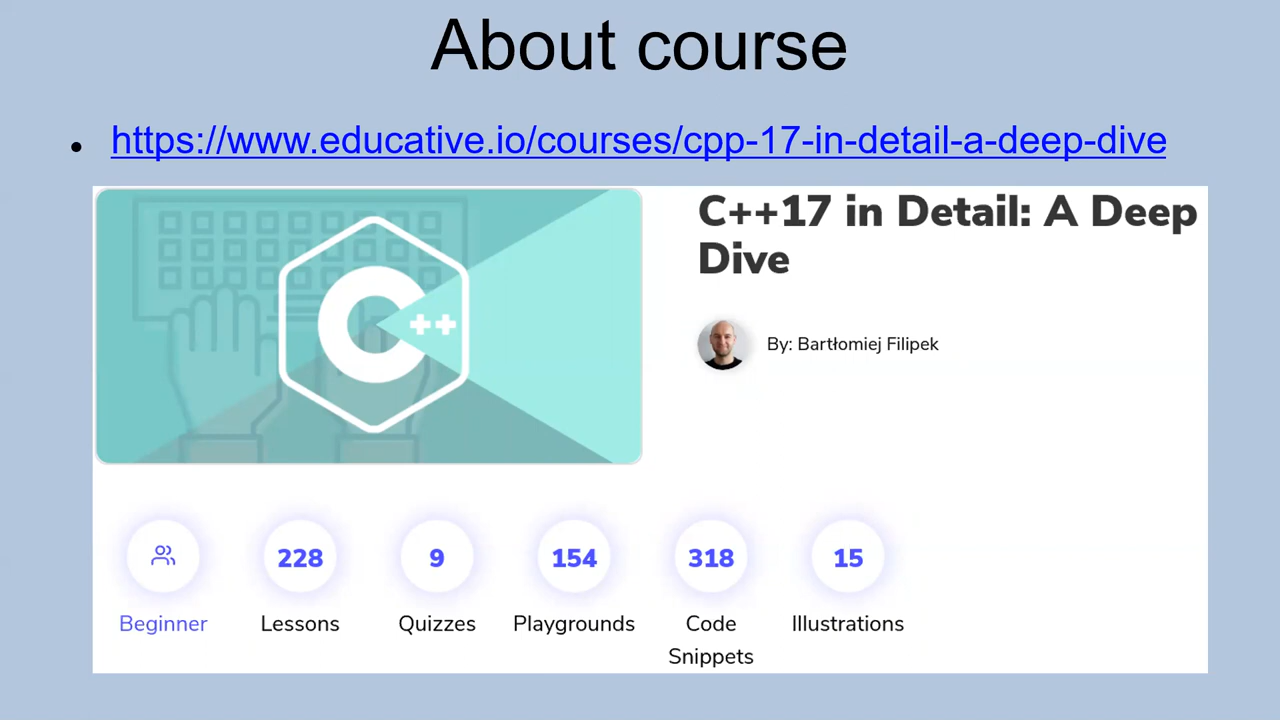 About course
• https://www.educative.io/courses/cpp-17-in-detail-a-deep-dive
C ++
C++17 in Detail: A Deep
Dive
By: Bartłomiej Filipek
228
9
154
318
15
Beginner
Lessons
Quizzes
Playgrounds
Code
Snippets
Illustrations